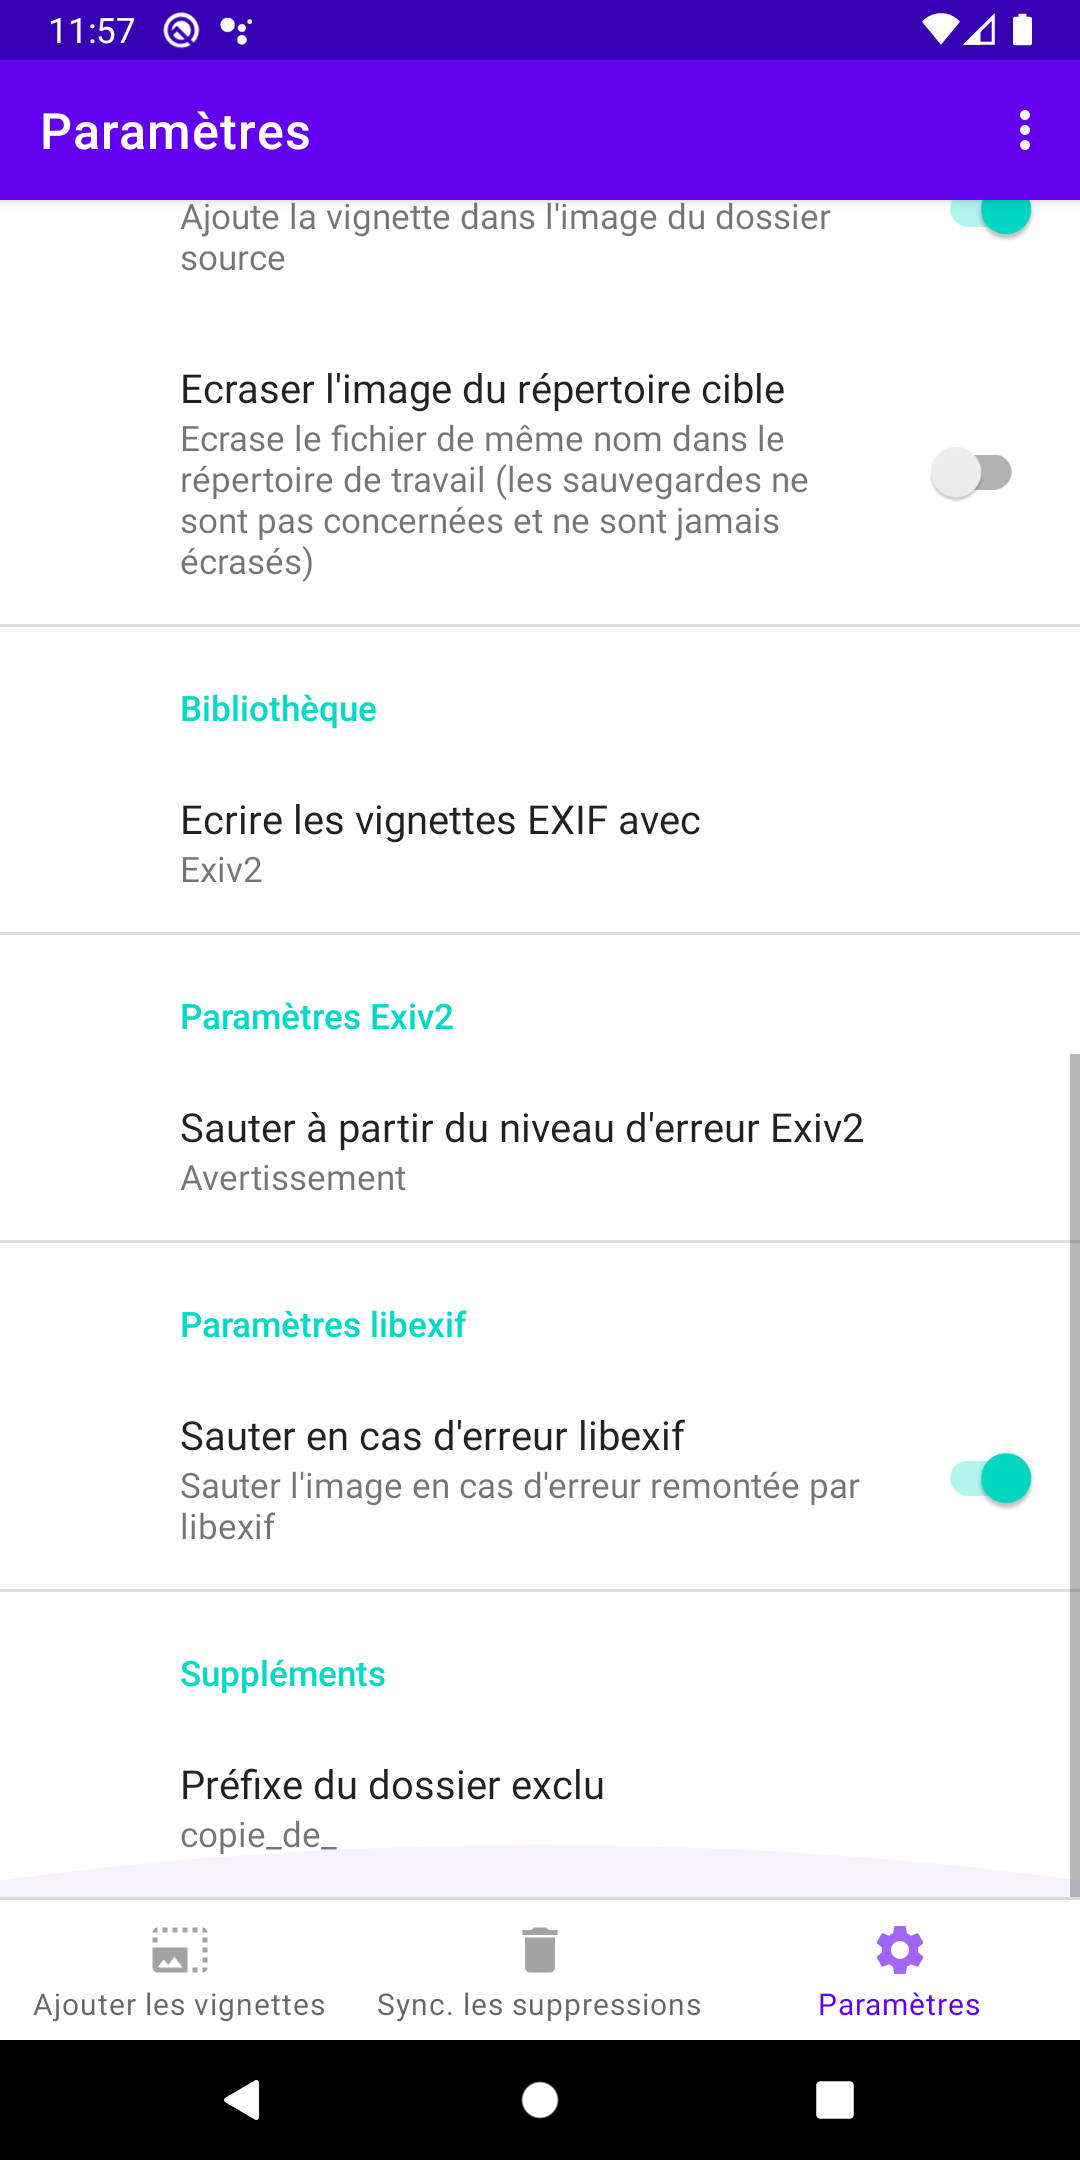 11:57
Paramètres
Ajoute la vignette dans l'image du dossier
source
Ecraser l'image du répertoire cible
Ecrase le fichier de même nom dans le
répertoire de travail (les sauvegardes ne
sont pas concernées et ne sont jamais
écrasés)
Bibliothèque
Ecrire les vignettes EXIF avec
Exiv2
Paramètres Exiv2
Sauter à partir du niveau d'erreur Exiv2
Avertissement
Paramètres libexif
Sauter en cas d'erreur libexif
Sauter l'image en cas d'erreur remontée par
libexif
Suppléments
Préfixe du dossier exclu
copie_de_
Ajouter les vignettes
Sync. les suppressions
Paramètres